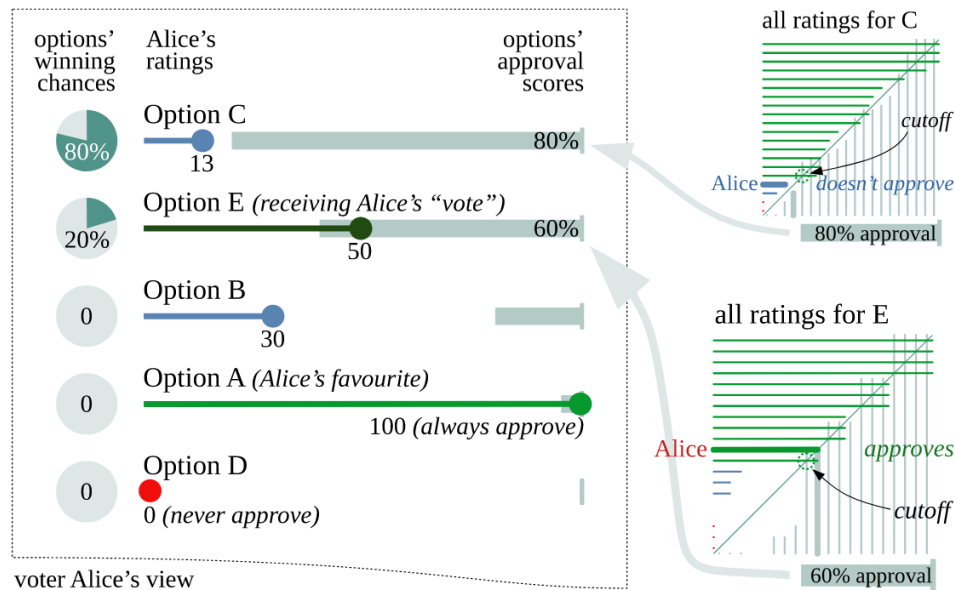 options’
winning
chances
Alice’s
ratings
options’
approval
scores
Option C
80%
13
80%
Option E (receiving Alice’s “vote”)
20%
50
60%
Option B
0
30
Option A (Alice’s favourite)
0
100 (always approve)
Option D
0
0 (never approve)
voter Alice’s view
all ratings for C
cutoff
Alice
doesn’t approve
80% approval
all ratings for E
Alice
approves
cutoff
60% approval